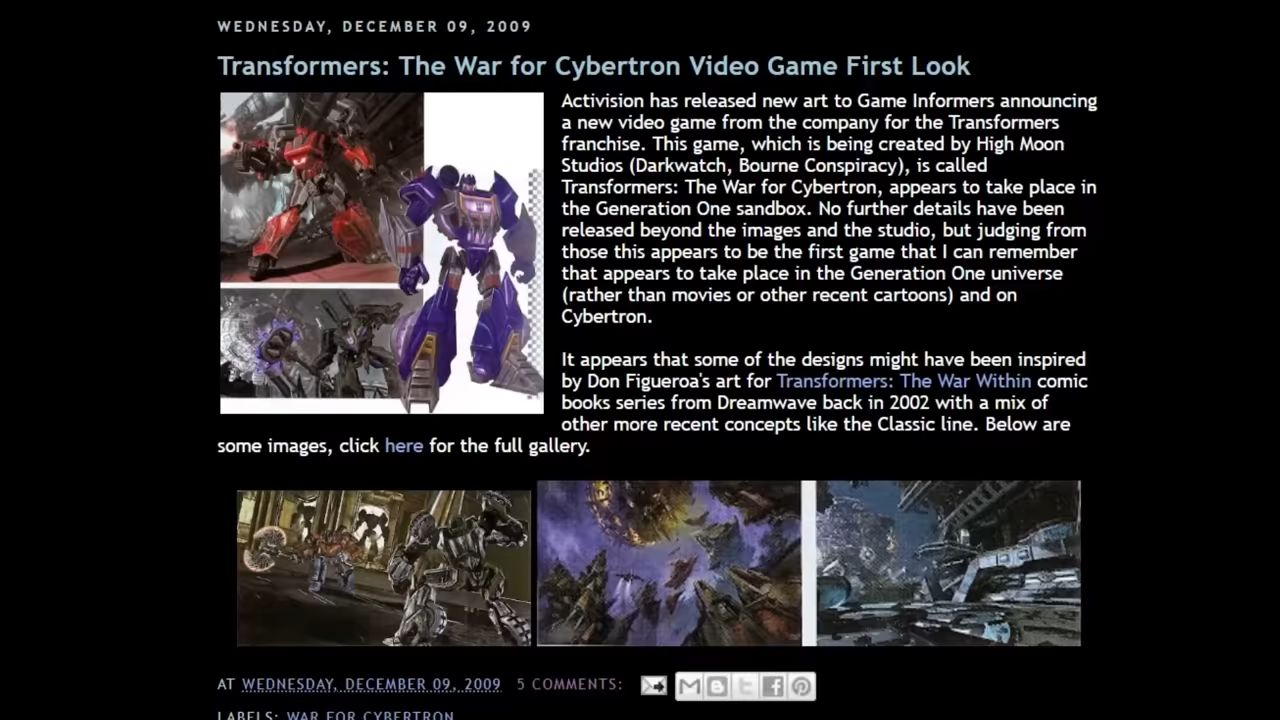 WEDNESDAY, DECEMBER 09, 2009
Transformers: The War for Cybertron Video Game First Look
Activision has released new art to Game Informers announcing
a new video game from the company for the Transformers
franchise. This game, which is being created by High Moon
Studios (Darkwatch, Bourne Conspiracy), is called
Transformers: The War for Cybertron, appears to take place in
the Generation One sandbox. No further details have been
released beyond the images and the studio, but judging from
those this appears to be the first game that I can remember
that appears to take place in the Generation One universe
(rather than movies or other recent cartoons) and on
Cybertron.
It appears that some of the designs might have been inspired
by Don Figueroa's art for Transformers: The War Within comic
books series from Dreamwave back in 2002 with a mix of
other more recent concepts like the Classic line. Below are
some images, click here for the full gallery.
AT WEDNESDAY, DECEMBER 09, 2009 5 COMMENTS:
LABELS: WAR FOR CYBERTRON